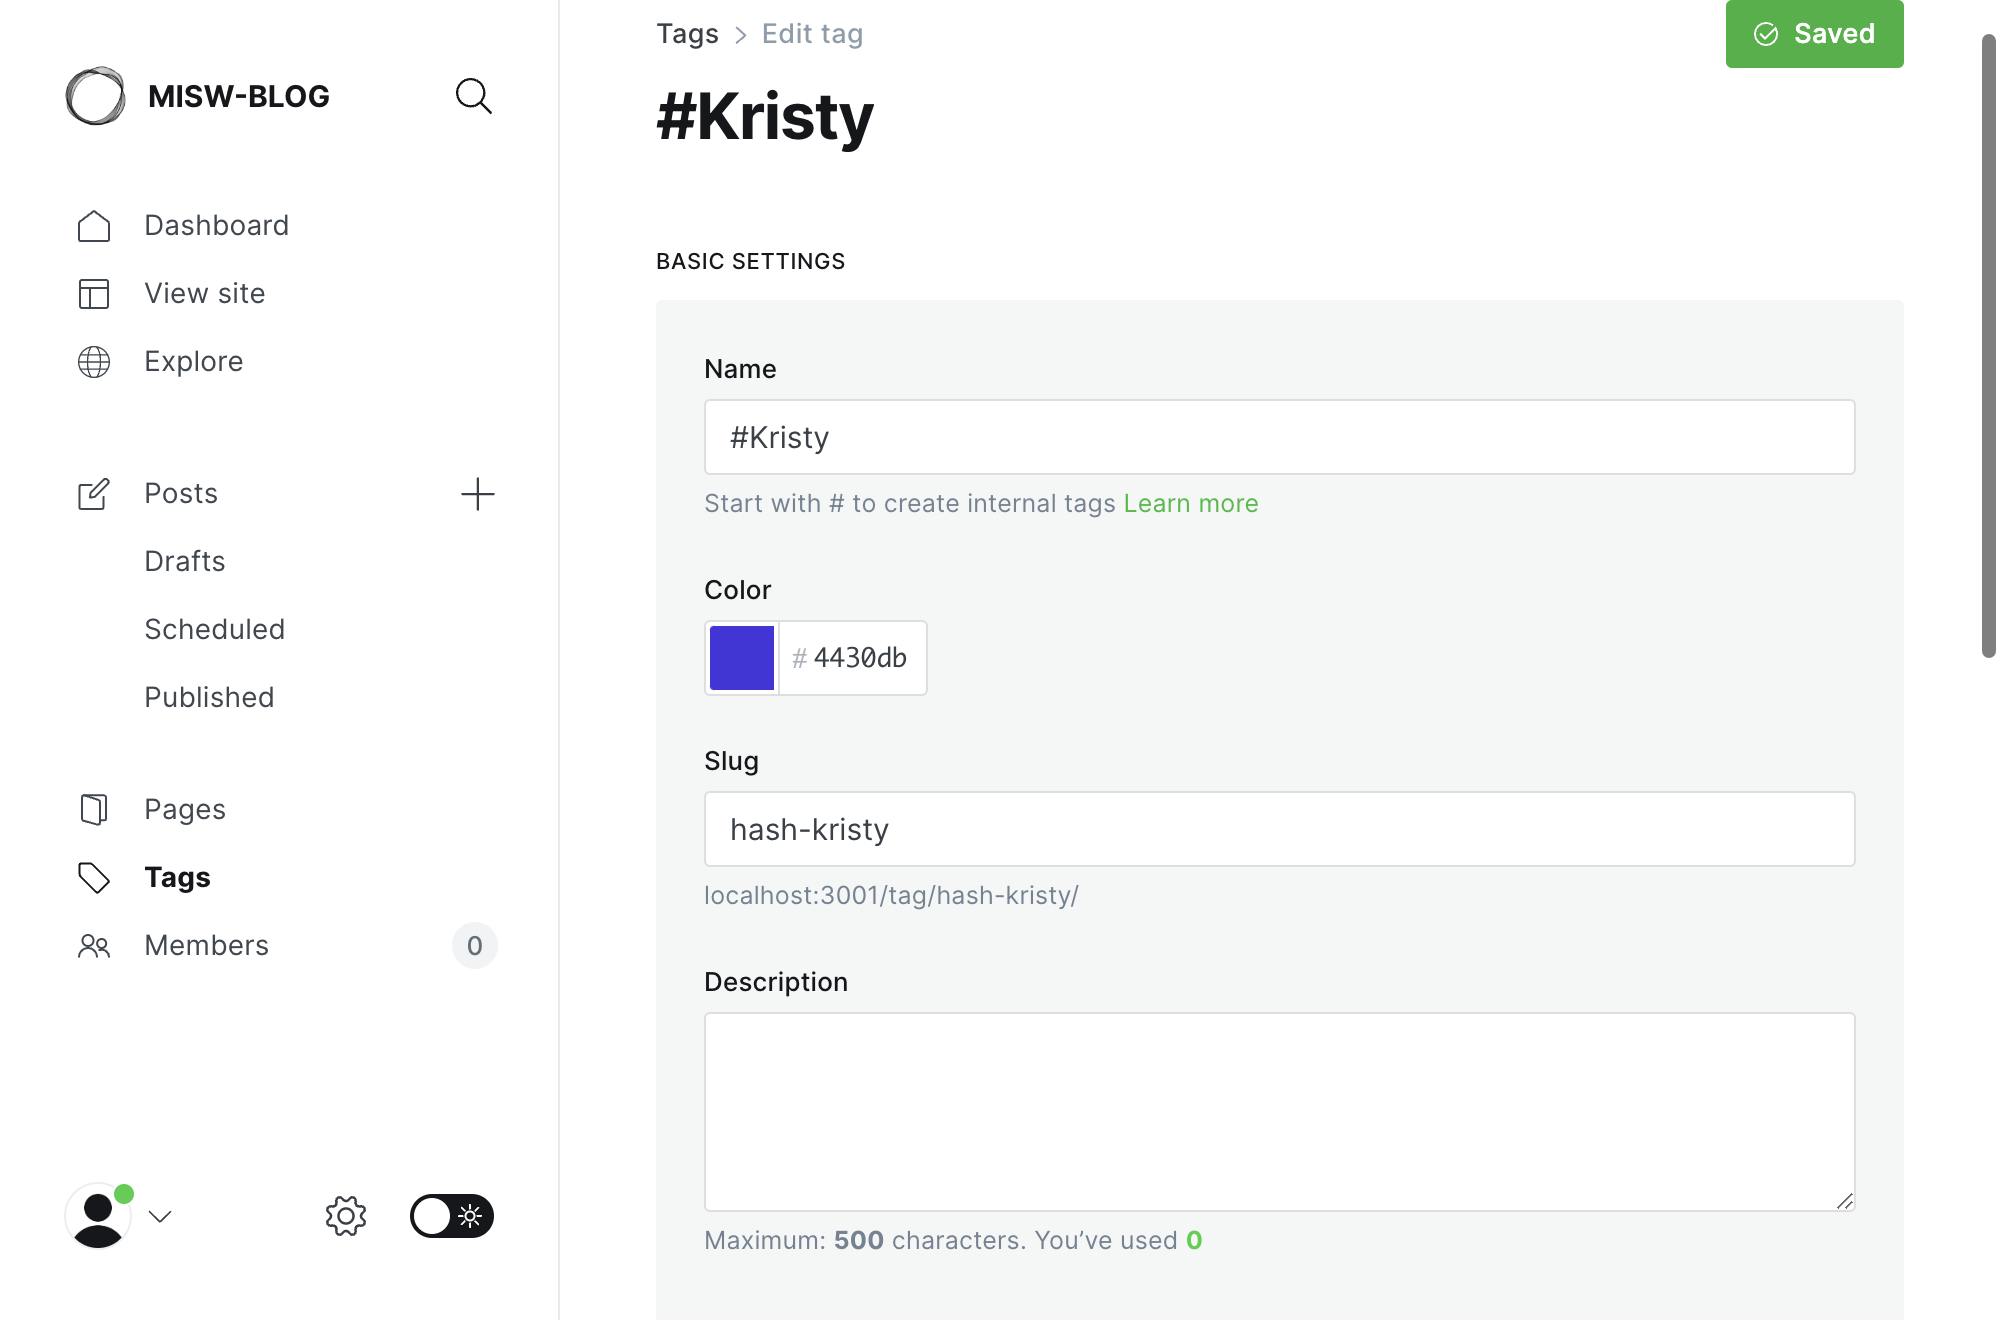 MISW-BLOG
Dashboard
View site
Explore
Posts
Drafts
Scheduled
Published
Pages
Tags
Members 0
Tags > Edit tag
Saved
#Kristy
BASIC SETTINGS
Name
#Kristy
Start with # to create internal tags Learn more
Color
# 4430db
Slug
hash-kristy
localhost:3001/tag/hash-kristy/
Description
Maximum: 500 characters. You’ve used 0